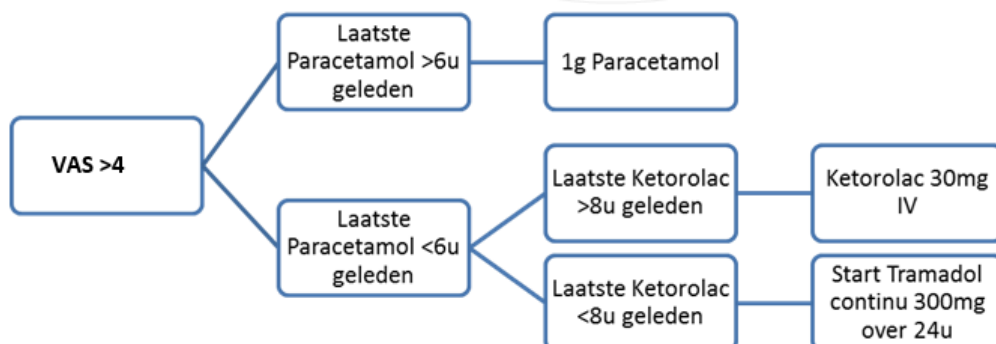 VAS >4
Laatste
Paracetamol >6u
geleden
1g Paracetamol
Laatste
Paracetamol <6u
geleden
Laatste Ketorolac
>8u geleden
Ketorolac 30mg
IV
Laatste Ketorolac
<8u geleden
Start Tramadol
continu 300mg
over 24u